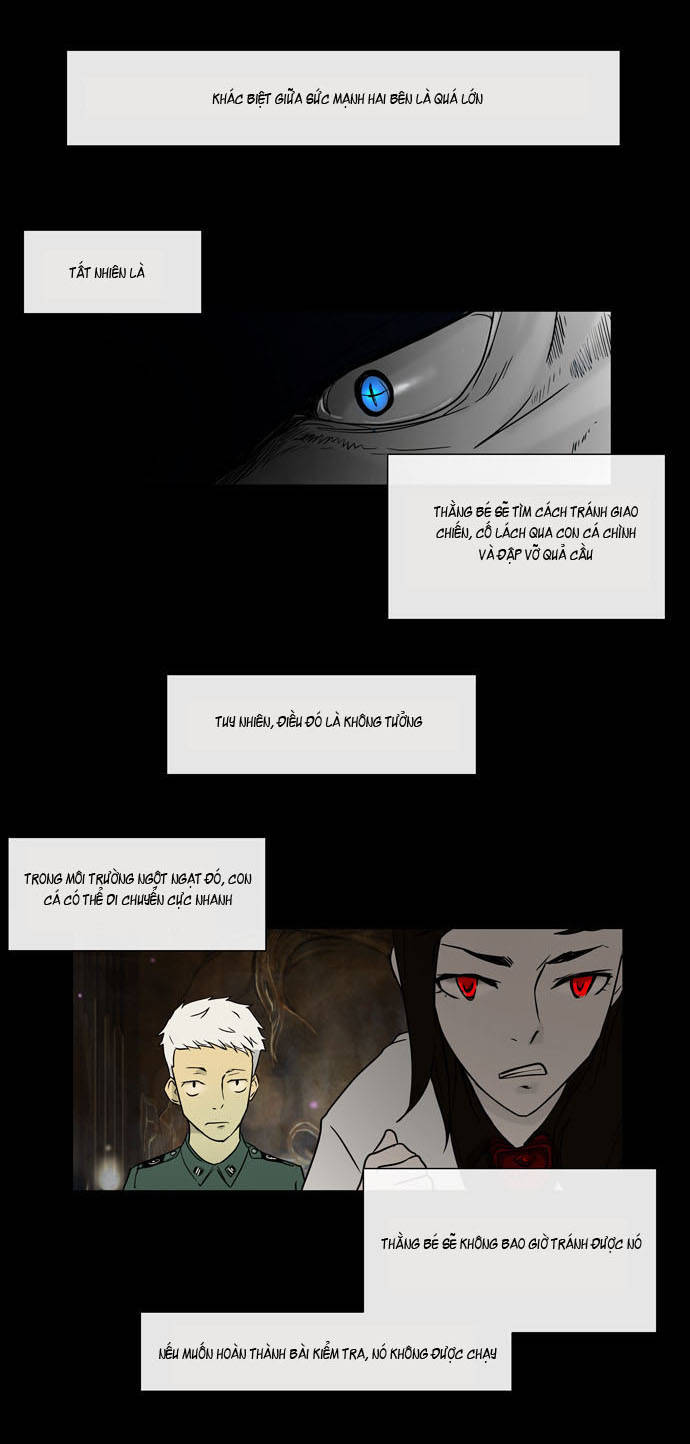 KHÁC BIỆT GIỮA SỨC MẠNH HAI BÊN LÀ QUÁ LỚN
TẤT NHIÊN LÀ
THẰNG BÉ SẼ TÌM CÁCH TRÁNH GIAO
CHIẾN, CỐ LÁCH QUA CON CÁ CHÌNH
VÀ ĐẬP VỠ QUẢ CẦU
TUY NHIÊN, ĐIỀU ĐÓ LÀ KHÔNG TƯỞNG
TRONG MÔI TRƯỜNG NGỘT NGẠT ĐÓ, CON
CÁ CÓ THỂ DI CHUYỂN CỰC NHANH
THẰNG BÉ SẼ KHÔNG BAO GIỜ TRÁNH ĐƯỢC NÓ
NẾU MUỐN HOÀN THÀNH BÀI KIỂM TRA, NÓ KHÔNG ĐƯỢC CHẠY